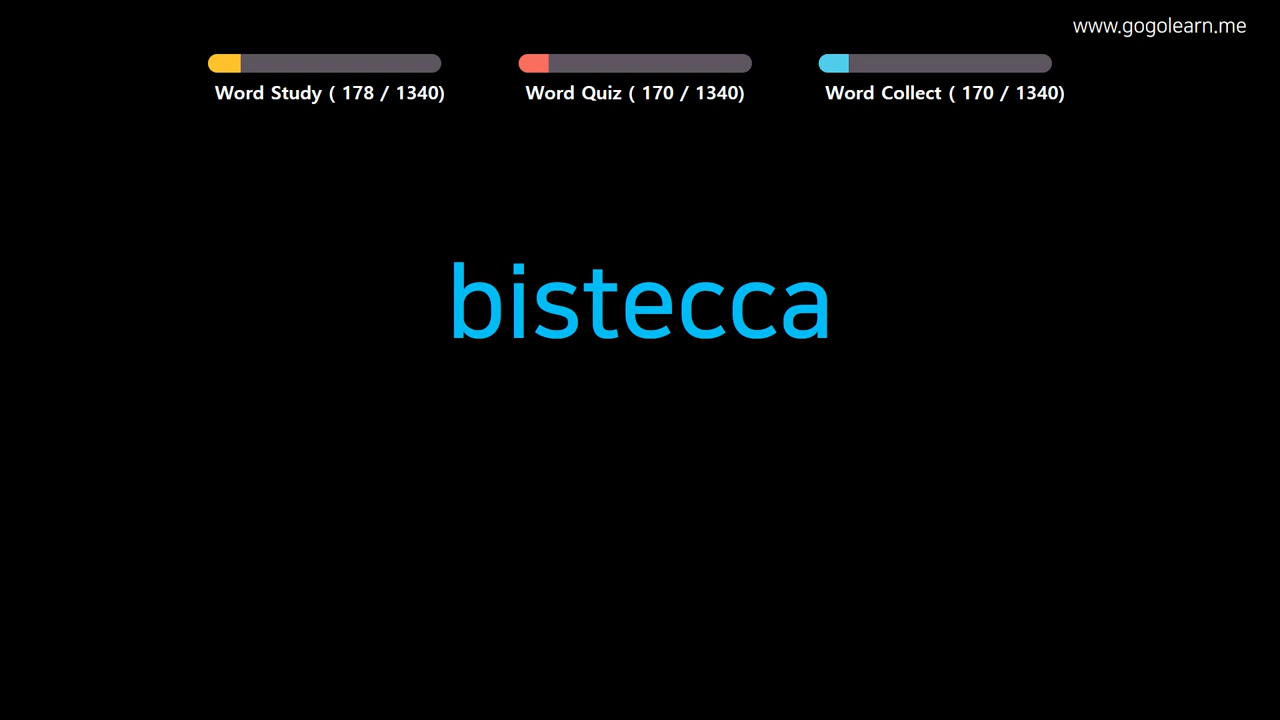 www.gogolearn.me
Word Study ( 178 / 1340)
Word Quiz ( 170 / 1340)
Word Collect ( 170 / 1340)
bistecca